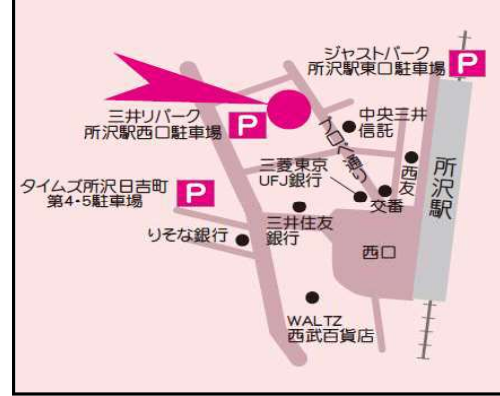 ジャストパーク
所沢駅東口駐車場
P
三井リパーク
所沢駅西口駐車場
P
中央三井
信託
プロペ通り
三菱東京
UFJ銀行
西友
所沢駅
タイムズ所沢日吉町
第4・5駐車場
P
交番
三井住友
銀行
りそな銀行
西口
WALTZ
西武百貨店